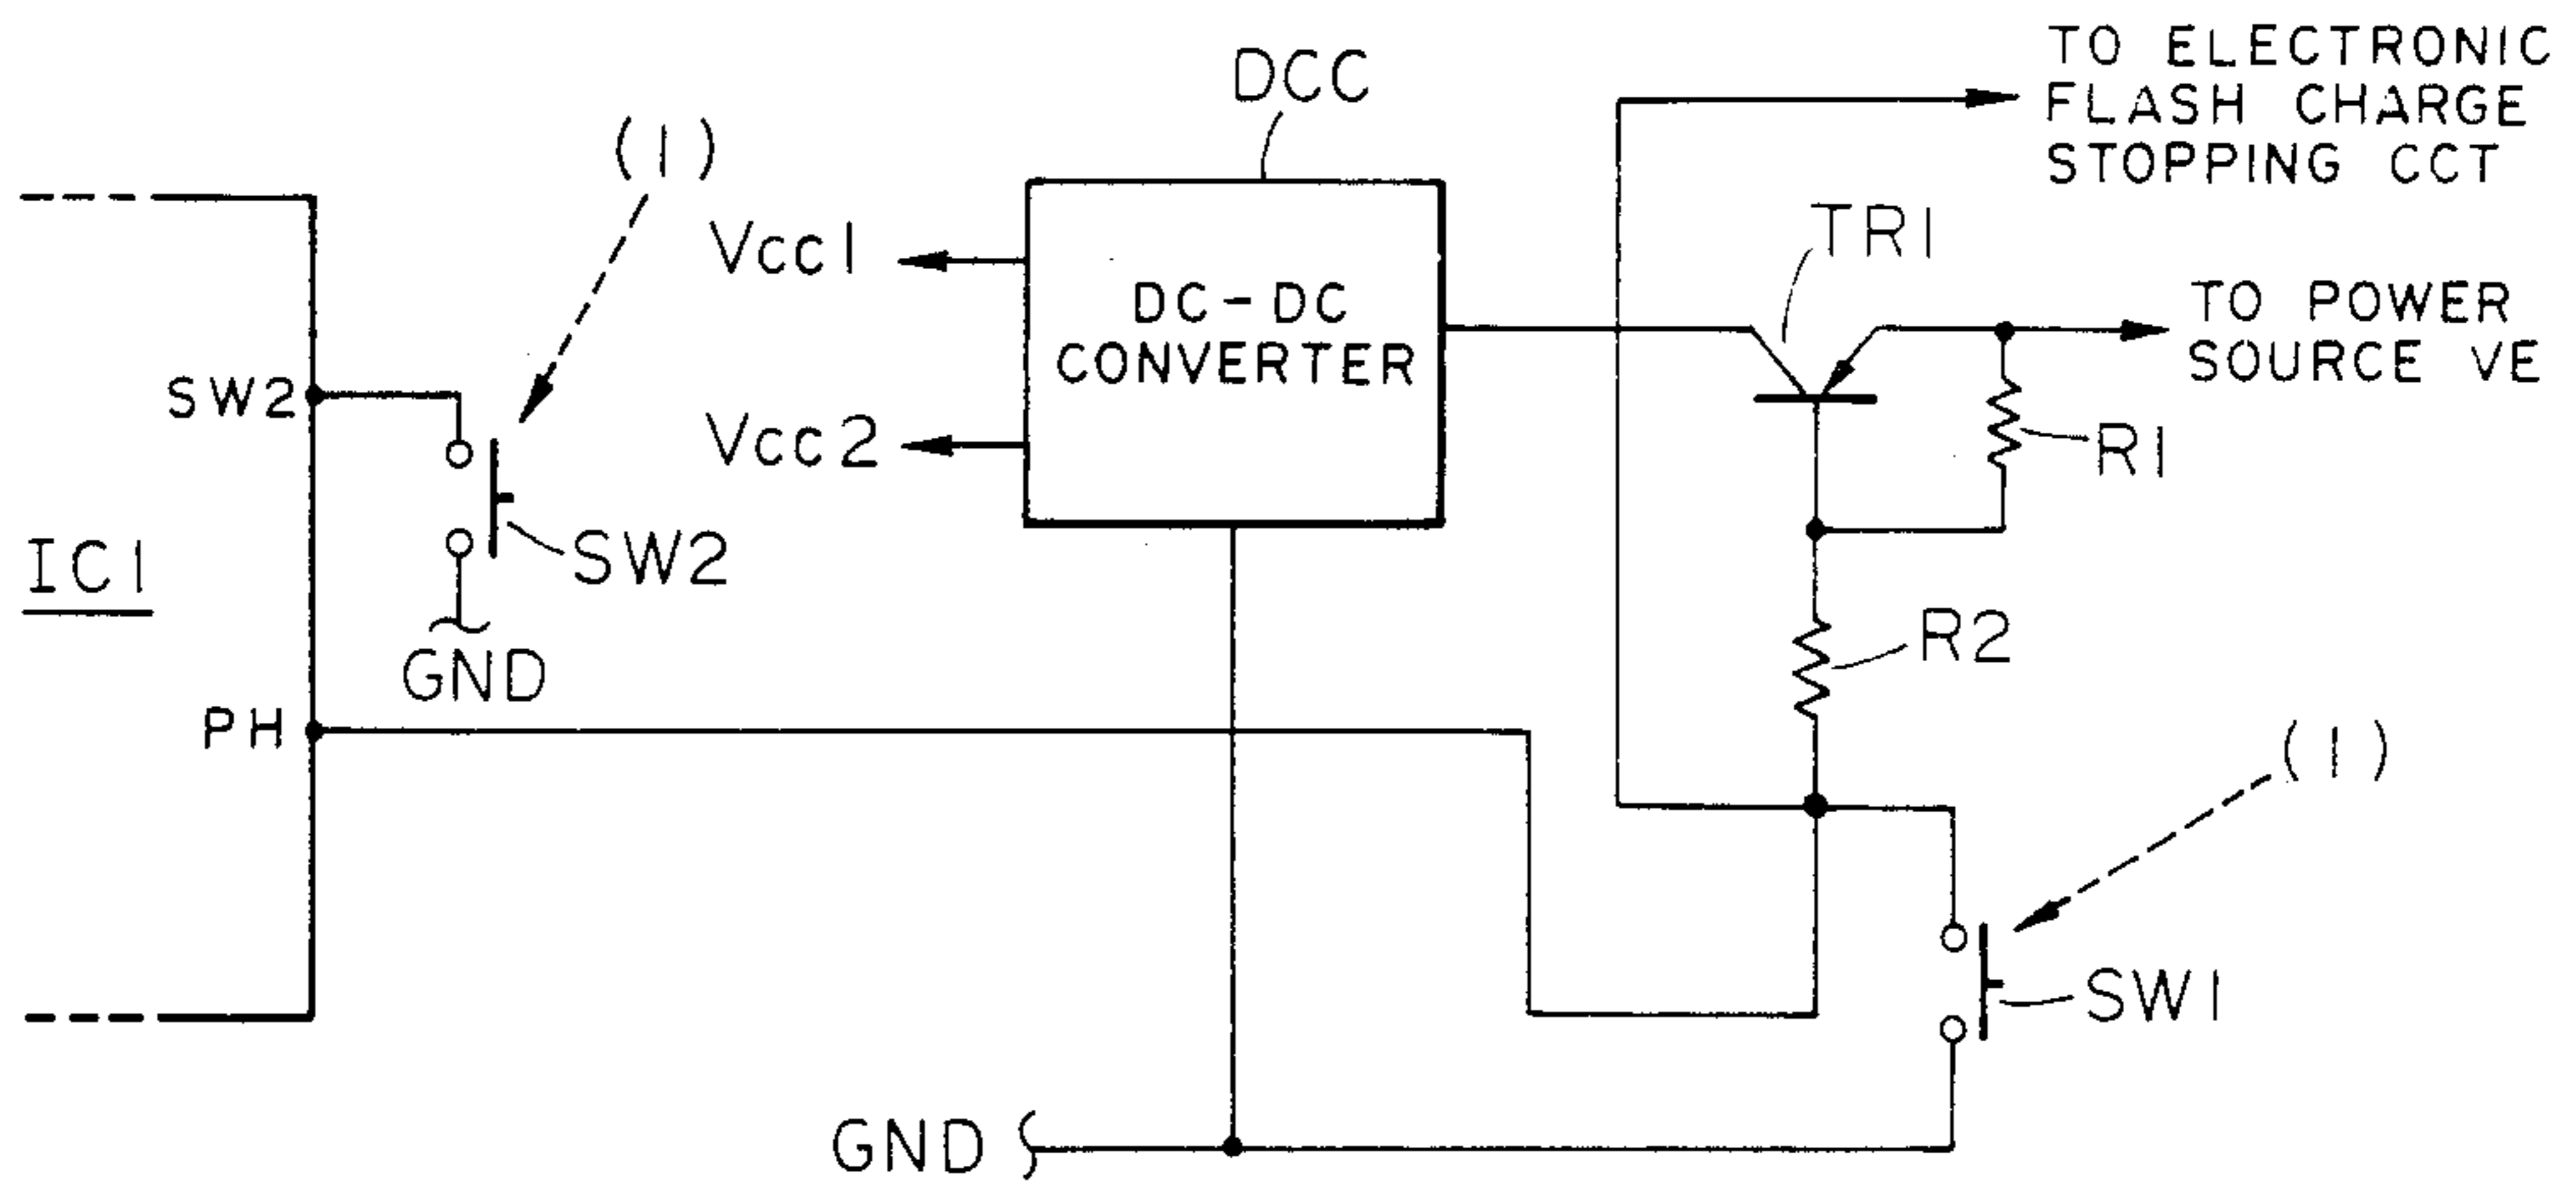 TO ELECTRONIC
FLASH CHARGE
STOPPING CCT
DCC
(1)
TR1
Vcc1
DC-DC
CONVERTER
TO POWER
SOURCE VE
SW2
Vcc2
R1
IC1
SW2
GND
R2
PH
(1)
SW1
GND